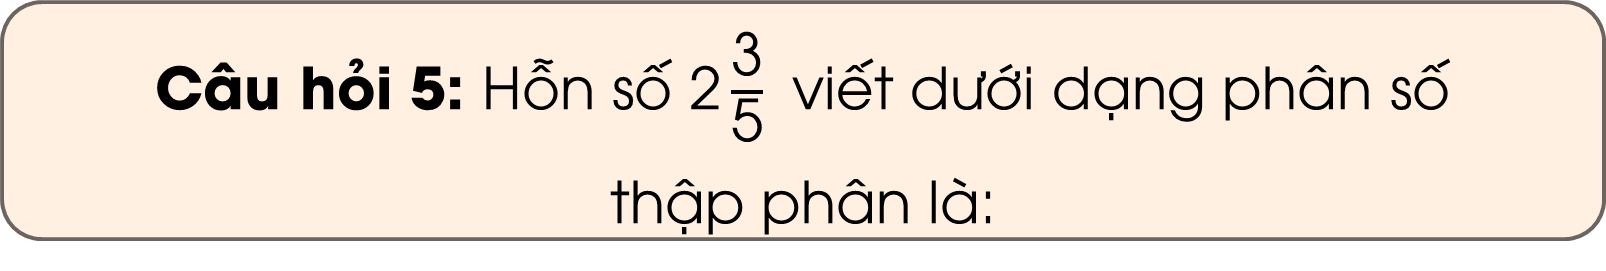 Câu hỏi 5: Hỗn số 2 3/5 viết dưới dạng phân số
thập phân là: